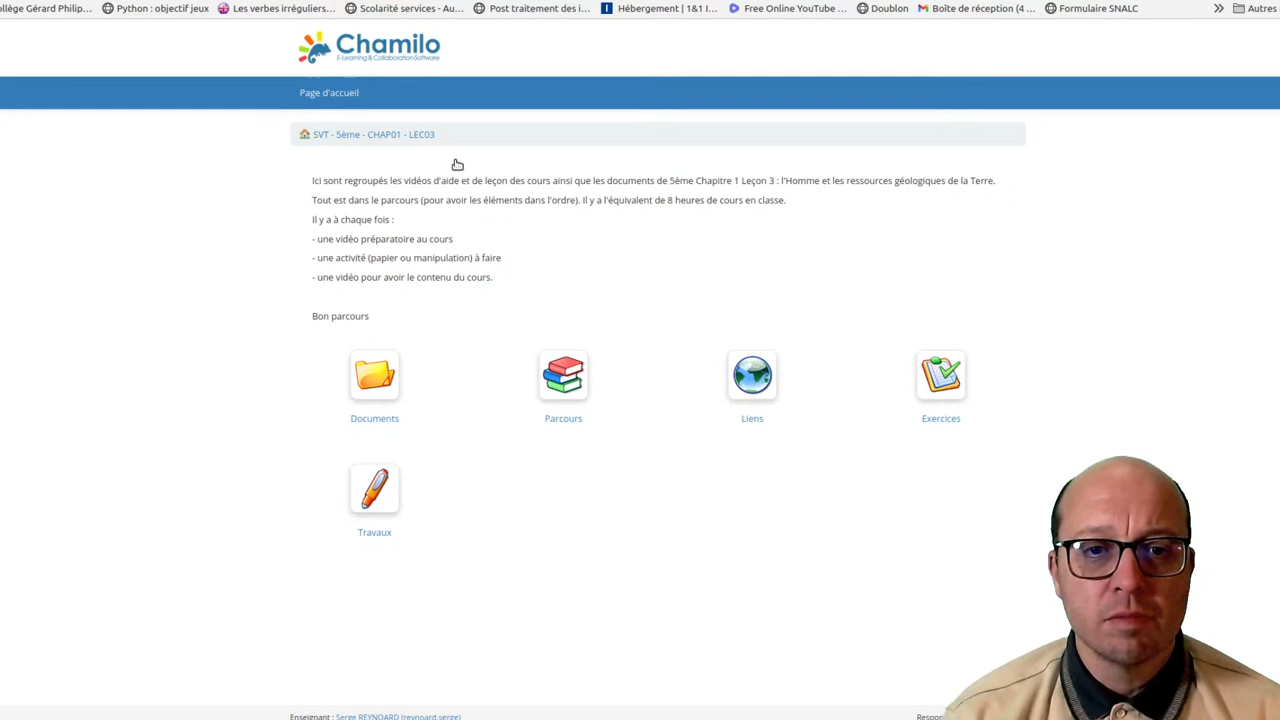 ollège Gérard Philip... Python : objectif jeux Les verbes irréguliers... Scolarité services - Au... Post traitement des i... Hébergement | 1&1 I... Free Online YouTube ... Doublon Boîte de réception (4 ... Formulaire SNALC Autres
Chamilo
E-Learning & Collaboration Software
Page d'accueil
SVT - 5ème - CHAP01 - LEC03
Ici sont regroupés les vidéos d'aide et de leçon des cours ainsi que les documents de 5ème Chapitre 1 Leçon 3 : l'Homme et les ressources géologiques de la Terre.
Tout est dans le parcours (pour avoir les éléments dans l'ordre). Il y a l'équivalent de 8 heures de cours en classe.
Il y a à chaque fois :
- une vidéo préparatoire au cours
- une activité (papier ou manipulation) à faire
- une vidéo pour avoir le contenu du cours.
Bon parcours
Documents Parcours Liens Exercices
Travaux
Enseignant : Serge REYNOARD (reynoard.serge) Respon